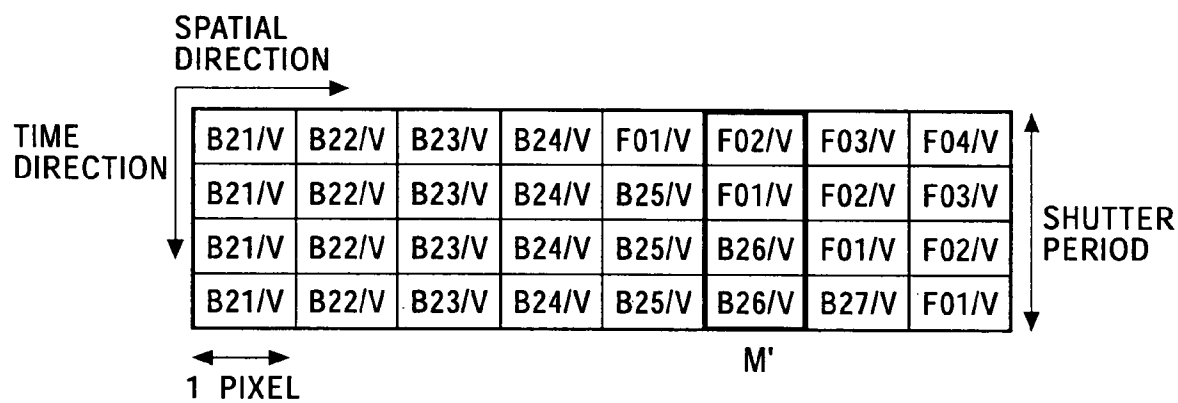 SPATIAL
DIRECTION
TIME
DIRECTION
B21/V B22/V B23/V B24/V F01/V F02/V F03/V F04/V
B21/V B22/V B23/V B24/V B25/V F01/V F02/V F03/V
B21/V B22/V B23/V B24/V B25/V B26/V F01/V F02/V
B21/V B22/V B23/V B24/V B25/V B26/V B27/V F01/V
SHUTTER
PERIOD
M'
1 PIXEL